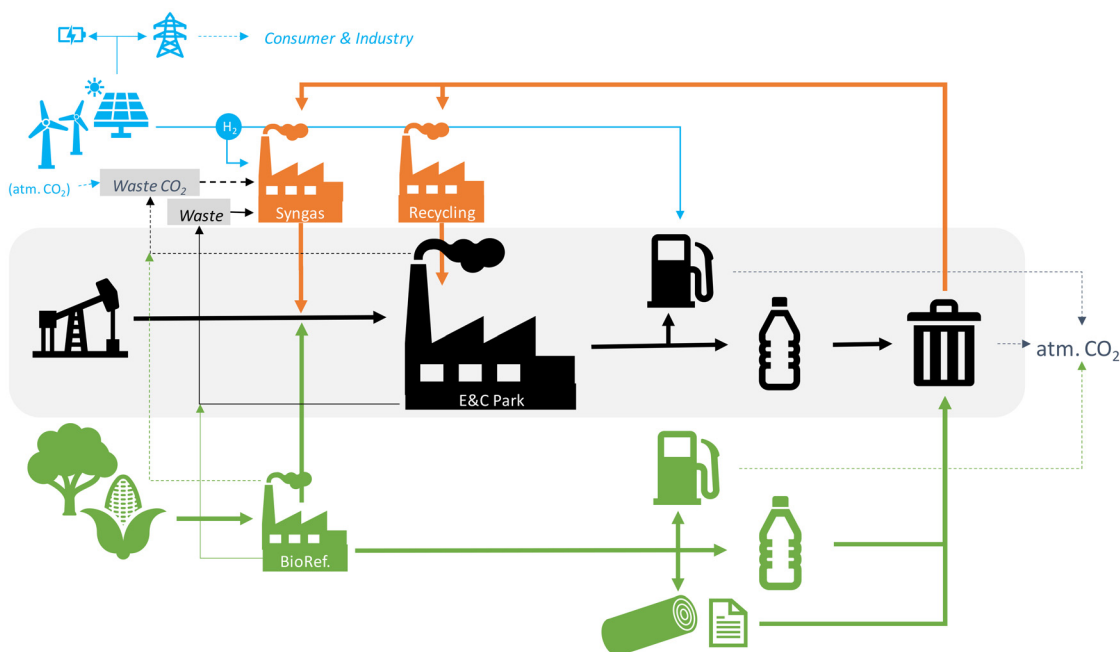 Consumer & Industry
H₂
(atm. CO₂)
Waste CO₂
Waste
Syngas
Recycling
E&C Park
atm. CO₂
BioRef.